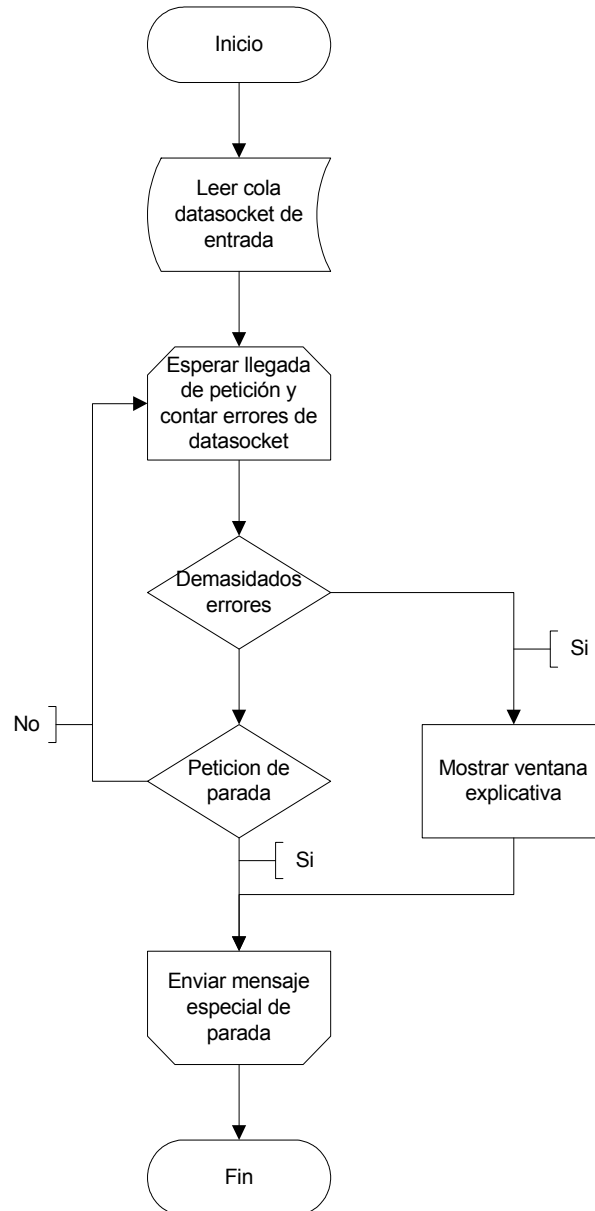 Inicio
Leer cola
datasocket de
entrada
Esperar llegada
de petición y
contar errores de
datasocket
Demasidados
errores
Si
No
Peticion de
parada
Mostrar ventana
explicativa
Si
Enviar mensaje
especial de
parada
Fin